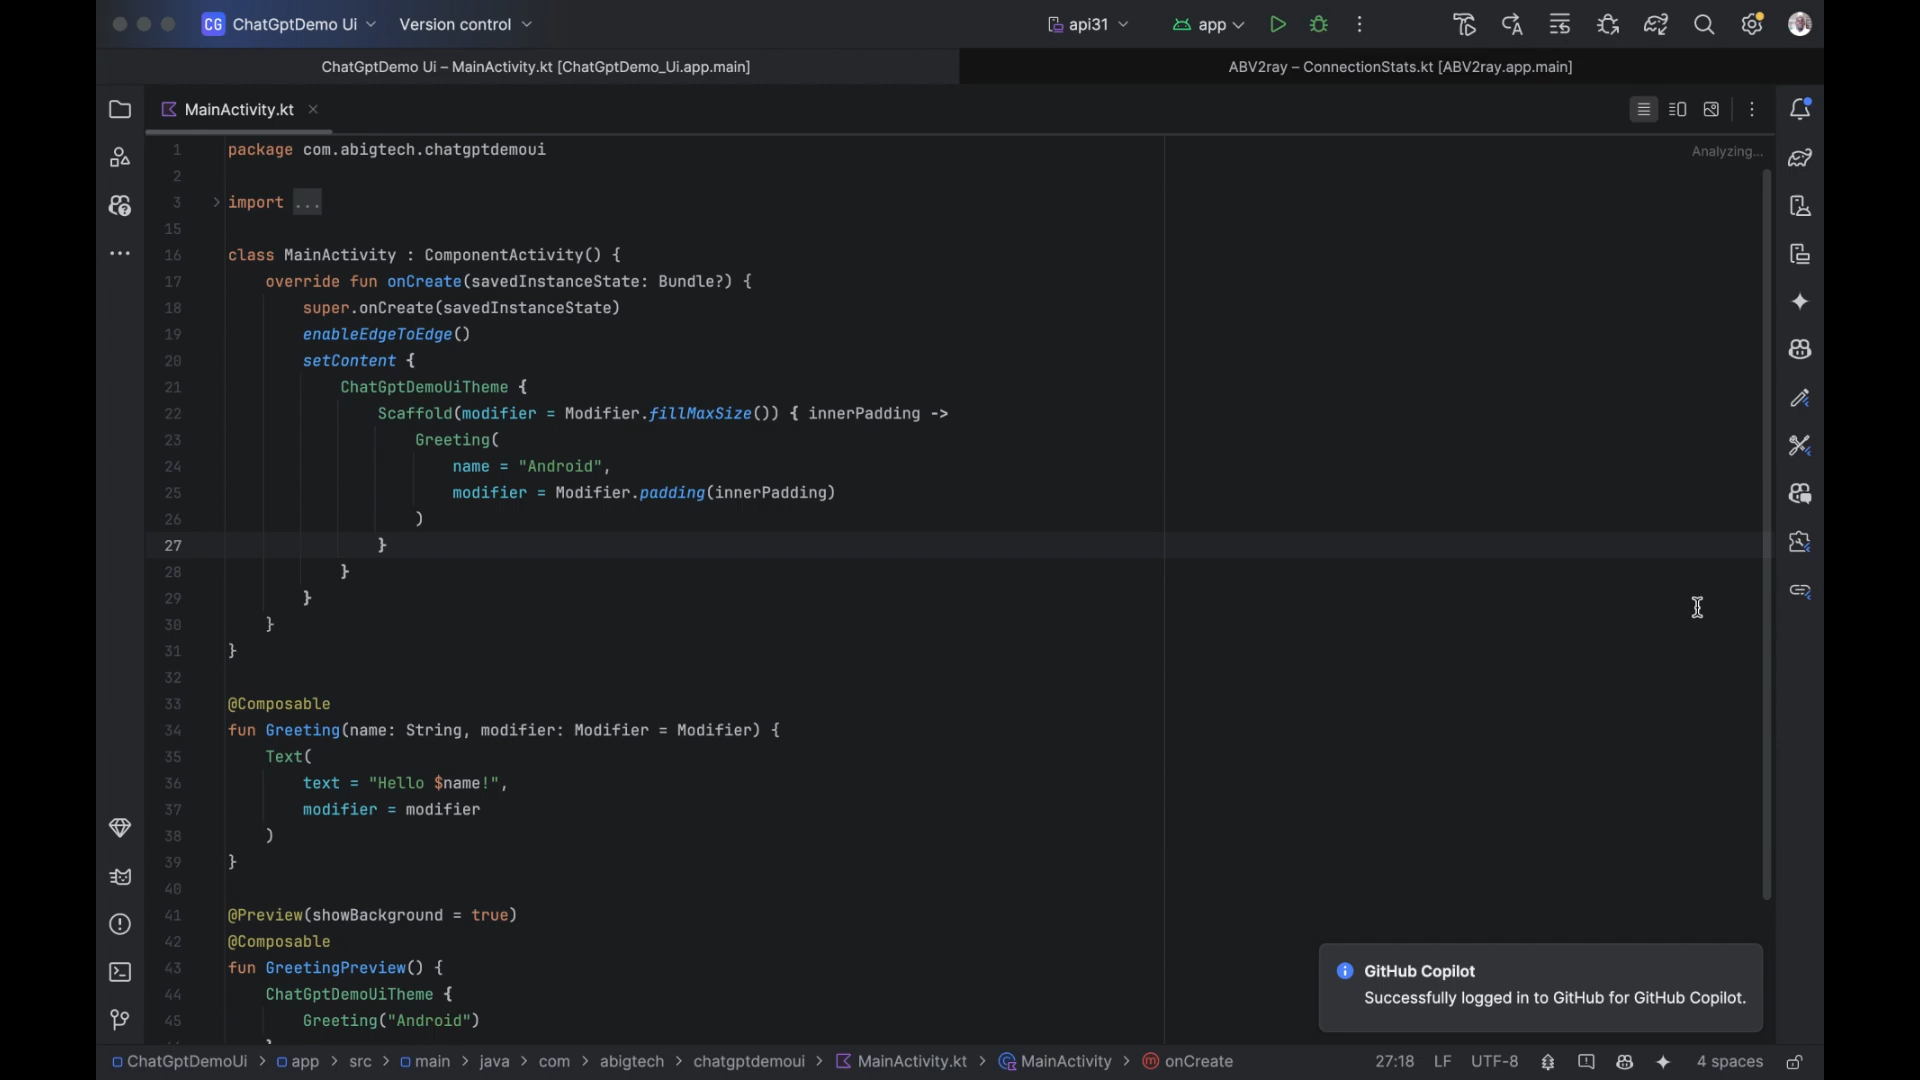 CG ChatGptDemo Ui Version control api31 app
ChatGptDemo Ui – MainActivity.kt [ChatGptDemo_Ui.app.main] ABV2ray – ConnectionStats.kt [ABV2ray.app.main]
MainActivity.kt
Analyzing...
1 package com.abigtech.chatgptdemoui
2
3 import ...
15
16 class MainActivity : ComponentActivity() {
17 override fun onCreate(savedInstanceState: Bundle?) {
18 super.onCreate(savedInstanceState)
19 enableEdgeToEdge()
20 setContent {
21 ChatGptDemoUiTheme {
22 Scaffold(modifier = Modifier.fillMaxSize()) { innerPadding ->
23 Greeting(
24 name = "Android",
25 modifier = Modifier.padding(innerPadding)
26 )
27 }
28 }
29 }
30 }
31 }
32
33 @Composable
34 fun Greeting(name: String, modifier: Modifier = Modifier) {
35 Text(
36 text = "Hello $name!",
37 modifier = modifier
38 )
39 }
40
41 @Preview(showBackground = true)
42 @Composable
43 fun GreetingPreview() {
44 ChatGptDemoUiTheme {
45 Greeting("Android")
GitHub Copilot
Successfully logged in to GitHub for GitHub Copilot.
ChatGptDemoUi > app > src > main > java > com > abigtech > chatgptdemoui > MainActivity.kt > MainActivity > onCreate 27:18 LF UTF-8 4 spaces